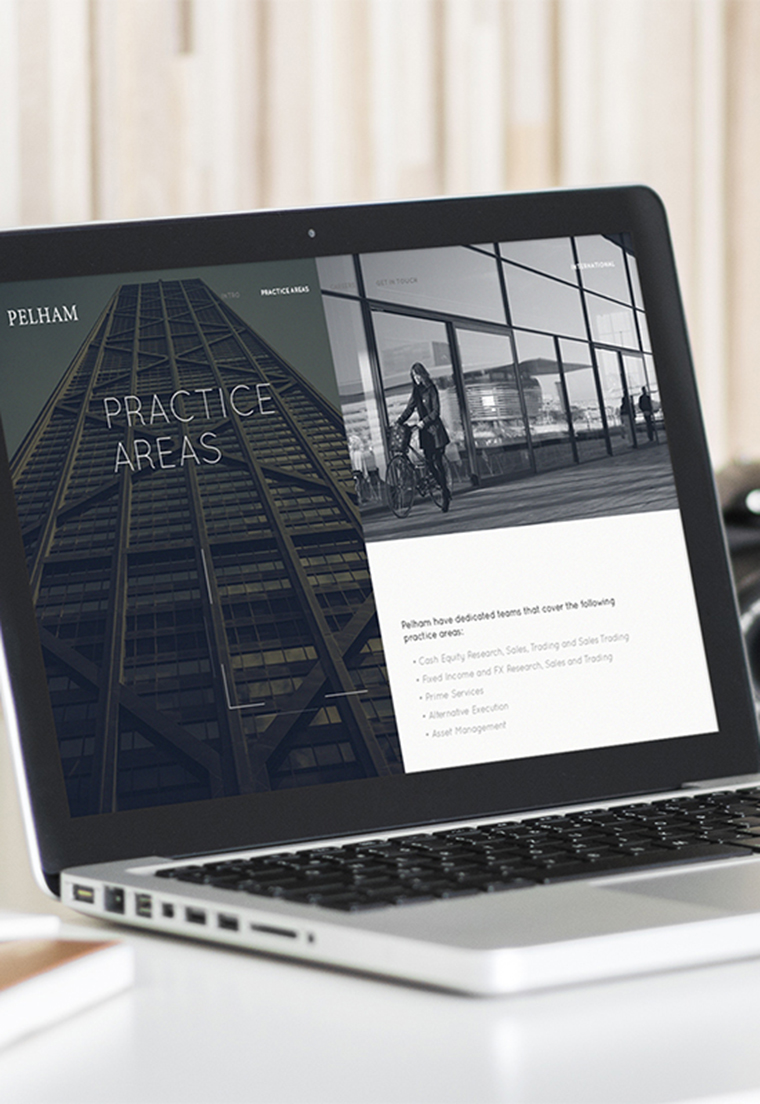 PELHAM
INTRO
PRACTICE AREAS
CAREERS
GET IN TOUCH
INTERNATIONAL
PRACTICE
AREAS
Pelham have dedicated teams that cover the following
practice areas:
• Cash Equity Research, Sales, Trading and Sales Trading
• Fixed Income and FX Research, Sales and Trading
• Prime Services
• Alternative Execution
• Asset Management